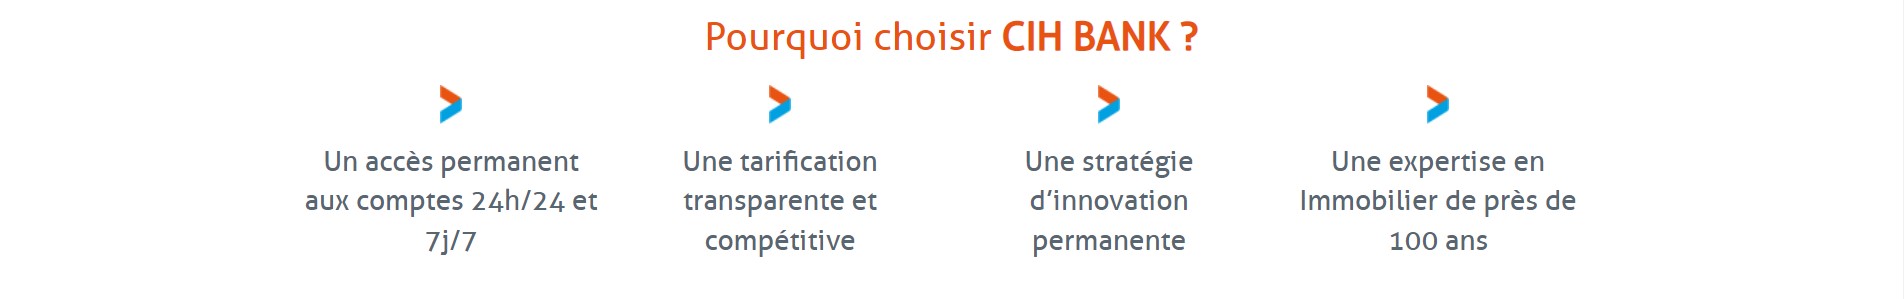 Pourquoi choisir CIH BANK ?
Un accès permanent
aux comptes 24h/24 et
7j/7
Une tarification
transparente et
compétitive
Une stratégie
d’innovation
permanente
Une expertise en
Immobilier de près de
100 ans